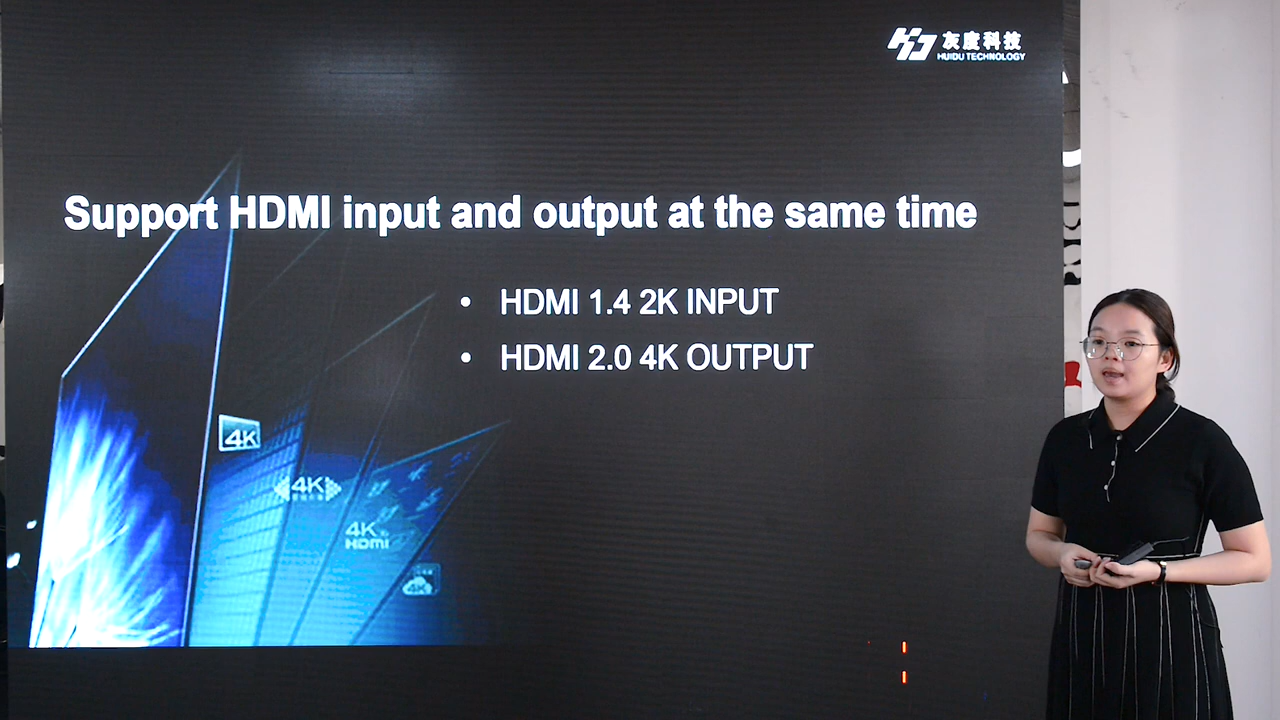 灰度科技
HUIDU TECHNOLOGY
Support HDMI input and output at the same time
• HDMI 1.4 2K INPUT
• HDMI 2.0 4K OUTPUT
4K
4K
4K
HDMI
4K